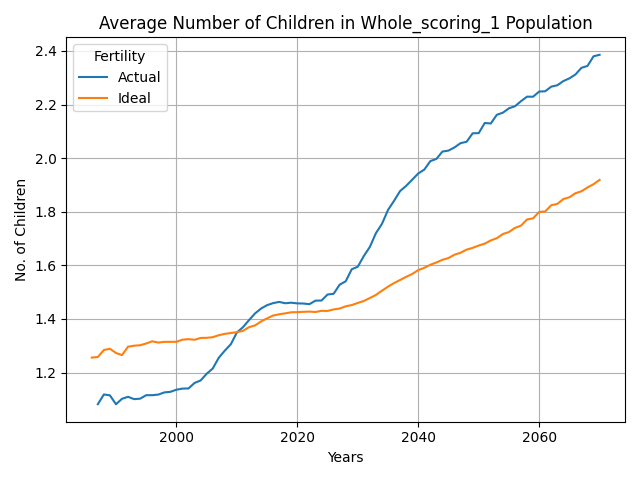 Average Number of Children in Whole_scoring_1 Population
Fertility
Actual
Ideal
No. of Children
2.4
2.2
2.0
1.8
1.6
1.4
1.2
2000
2020
2040
2060
Years